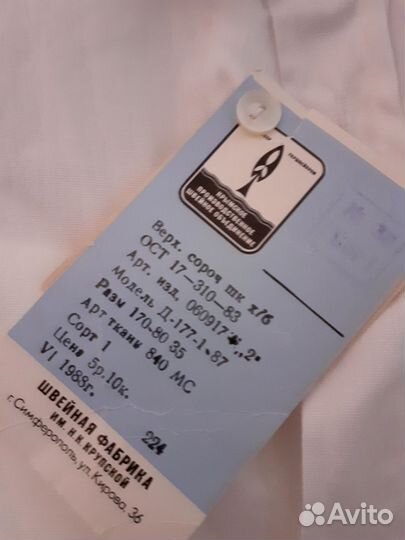 КРЫМСКОЕ
ПРОИЗВОДСТВЕННОЕ
ШВЕЙНОЕ ОБЪЕДИНЕНИЕ
Верх. сороч шк х/б
ОСТ 17-310-83
Арт. изд. 060917 „2"
Модель Д-177-1-87
Разм 170-80 35
Арт ткани 840 МС
Сорт 1
Цена 5р.10к.
VI 1988г.
224
ШВЕЙНАЯ ФАБРИКА
ИМ. Н.К. КРУПСКОЙ
г.Симферополь, ул. Кирова, 36
Avito